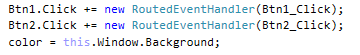 Btn1.Click += new RoutedEventHandler(Btn1_Click);
Btn2.Click += new RoutedEventHandler(Btn2_Click);
color = this.Window.Background;